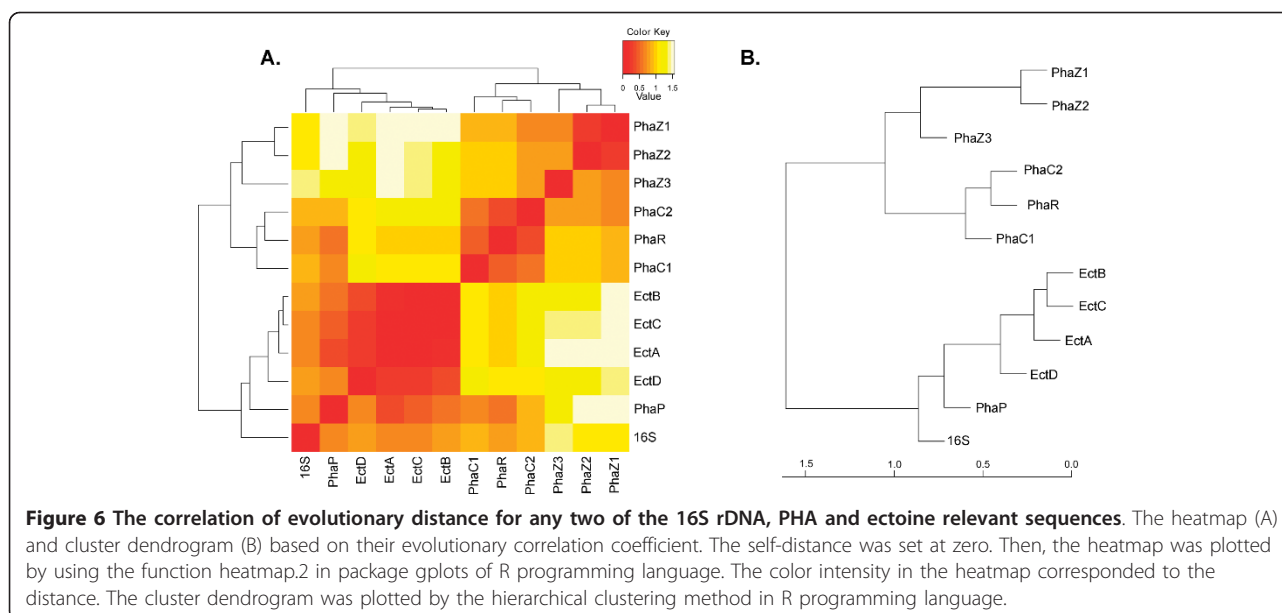 A.
Color Key
0 0.5 1 1.5
Value
B.
PhaZ1
PhaZ2
PhaZ3
PhaC2
PhaR
PhaC1
EctB
EctC
EctA
EctD
PhaP
16S
16S PhaP EctD EctA EctC EctB PhaC1 PhaR PhaC2 PhaZ3 PhaZ2 PhaZ1
PhaZ1
PhaZ2
PhaZ3
PhaC2
PhaR
PhaC1
EctB
EctC
EctA
EctD
PhaP
16S
1.5 1.0 0.5 0.0
Figure 6 The correlation of evolutionary distance for any two of the 16S rDNA, PHA and ectoine relevant sequences. The heatmap (A)
and cluster dendrogram (B) based on their evolutionary correlation coefficient. The self-distance was set at zero. Then, the heatmap was plotted
by using the function heatmap.2 in package gplots of R programming language. The color intensity in the heatmap corresponded to the
distance. The cluster dendrogram was plotted by the hierarchical clustering method in R programming language.